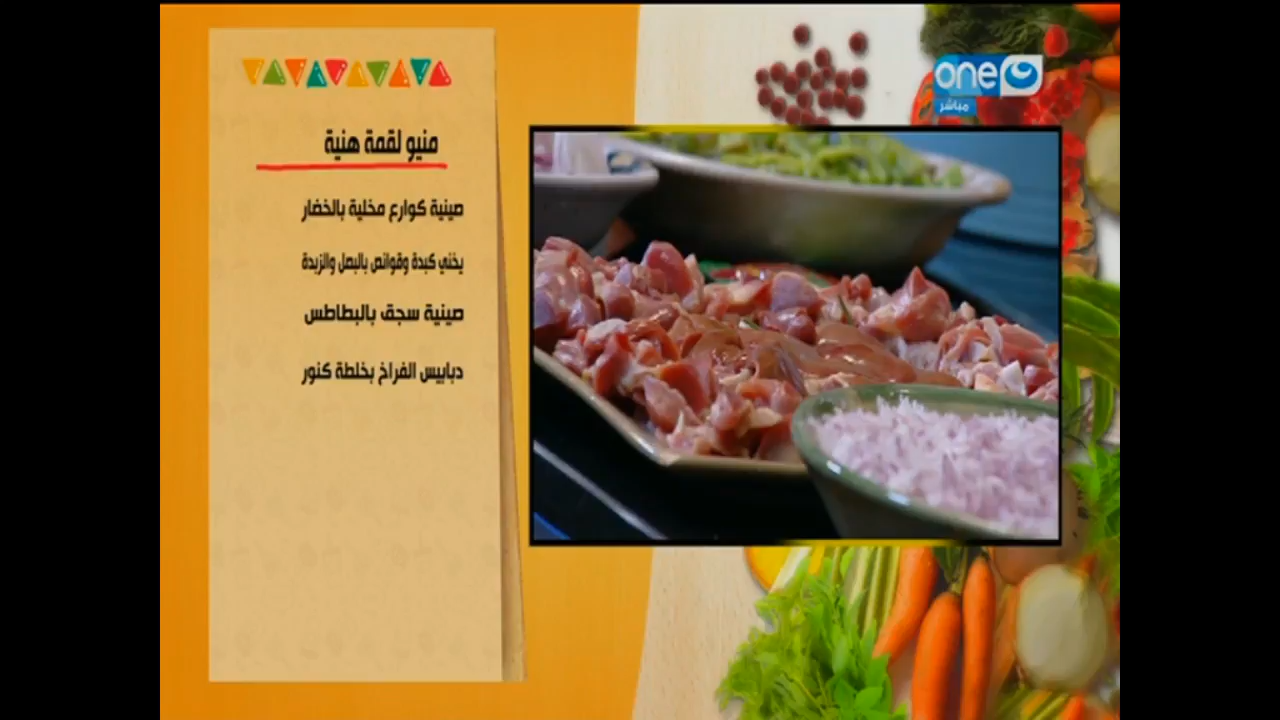 منيو لقمة هنية
صينية كوارع مخلية بالخضار
يخني كبدة وقوانص بالبصل والزبدة
صينية سجق بالبطاطس
دبابيس الفراخ بخلطة كنور
one
مباشر